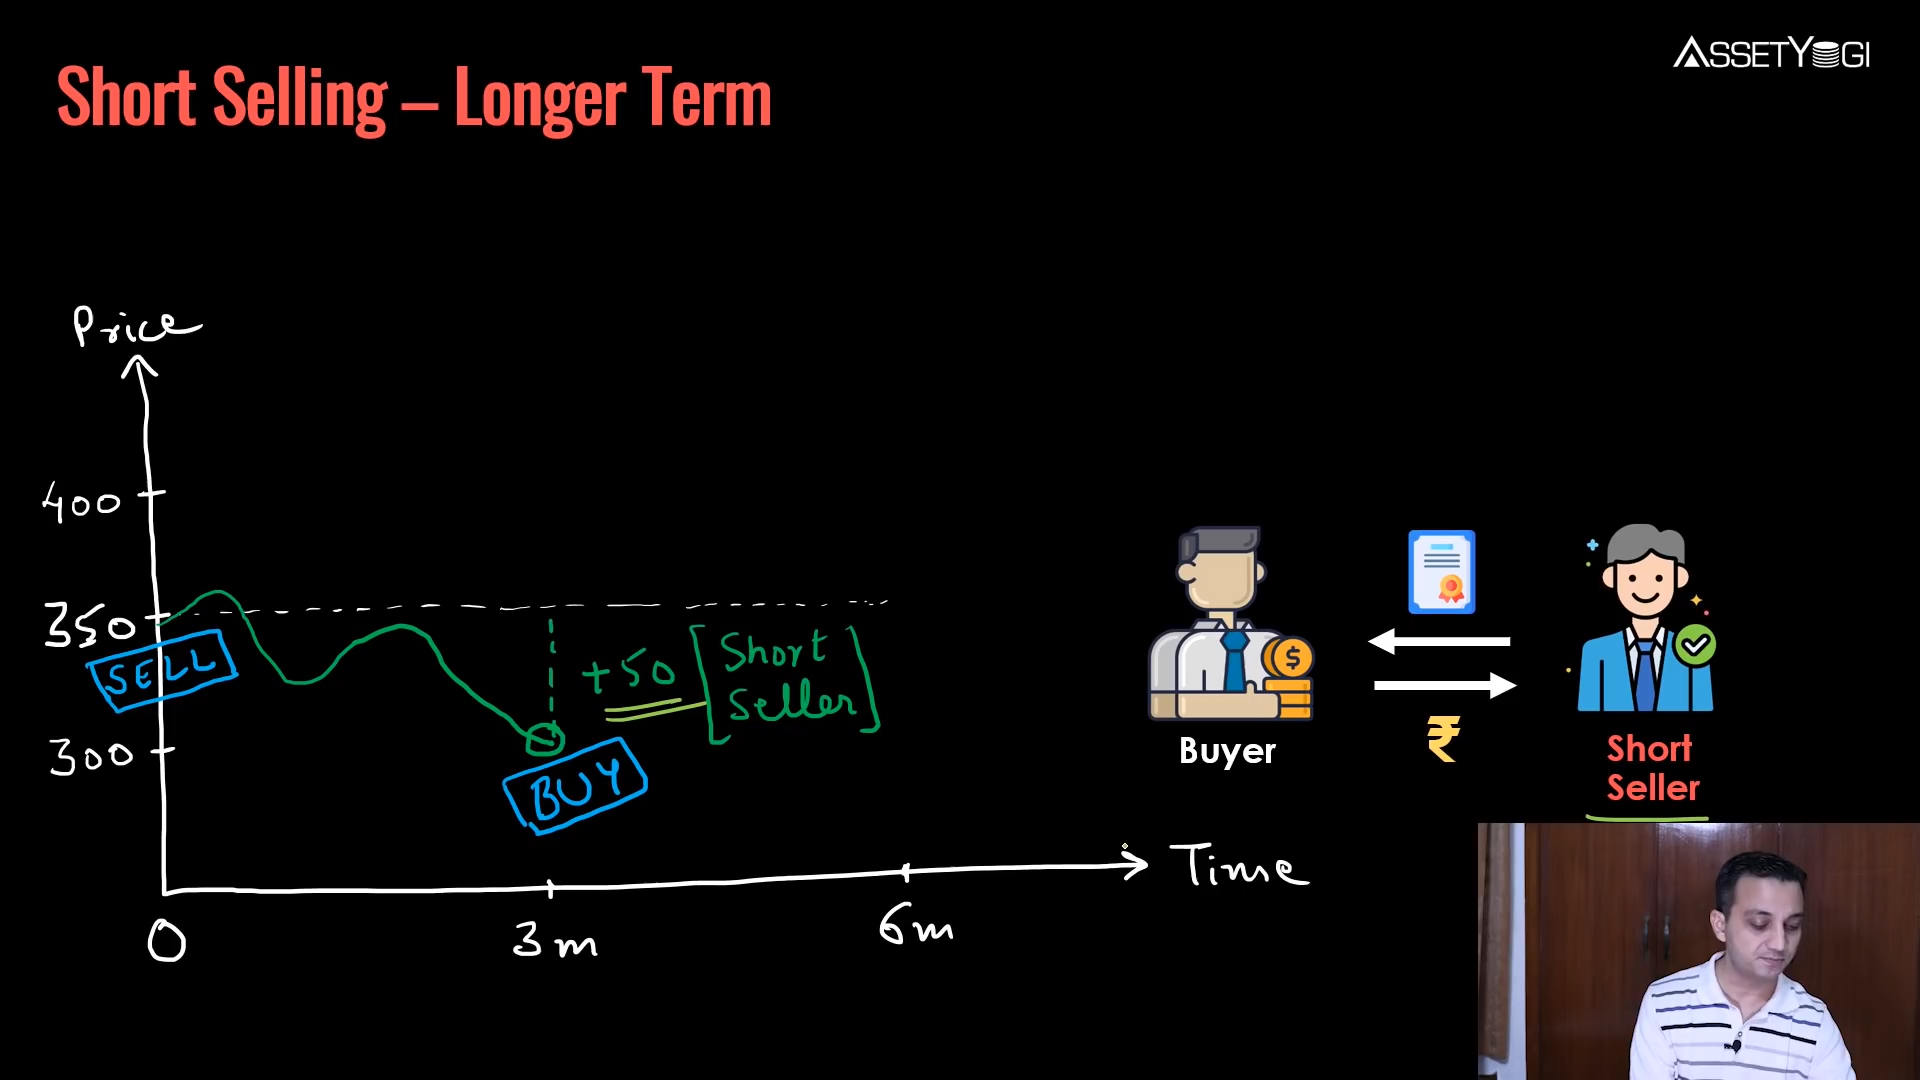 Short Selling – Longer Term
ASSETYOGI
Price
400
350
SELL
300
+50
[Short
Seller]
BUY
Time
0
3m
6m
$
Buyer
₹
Short
Seller